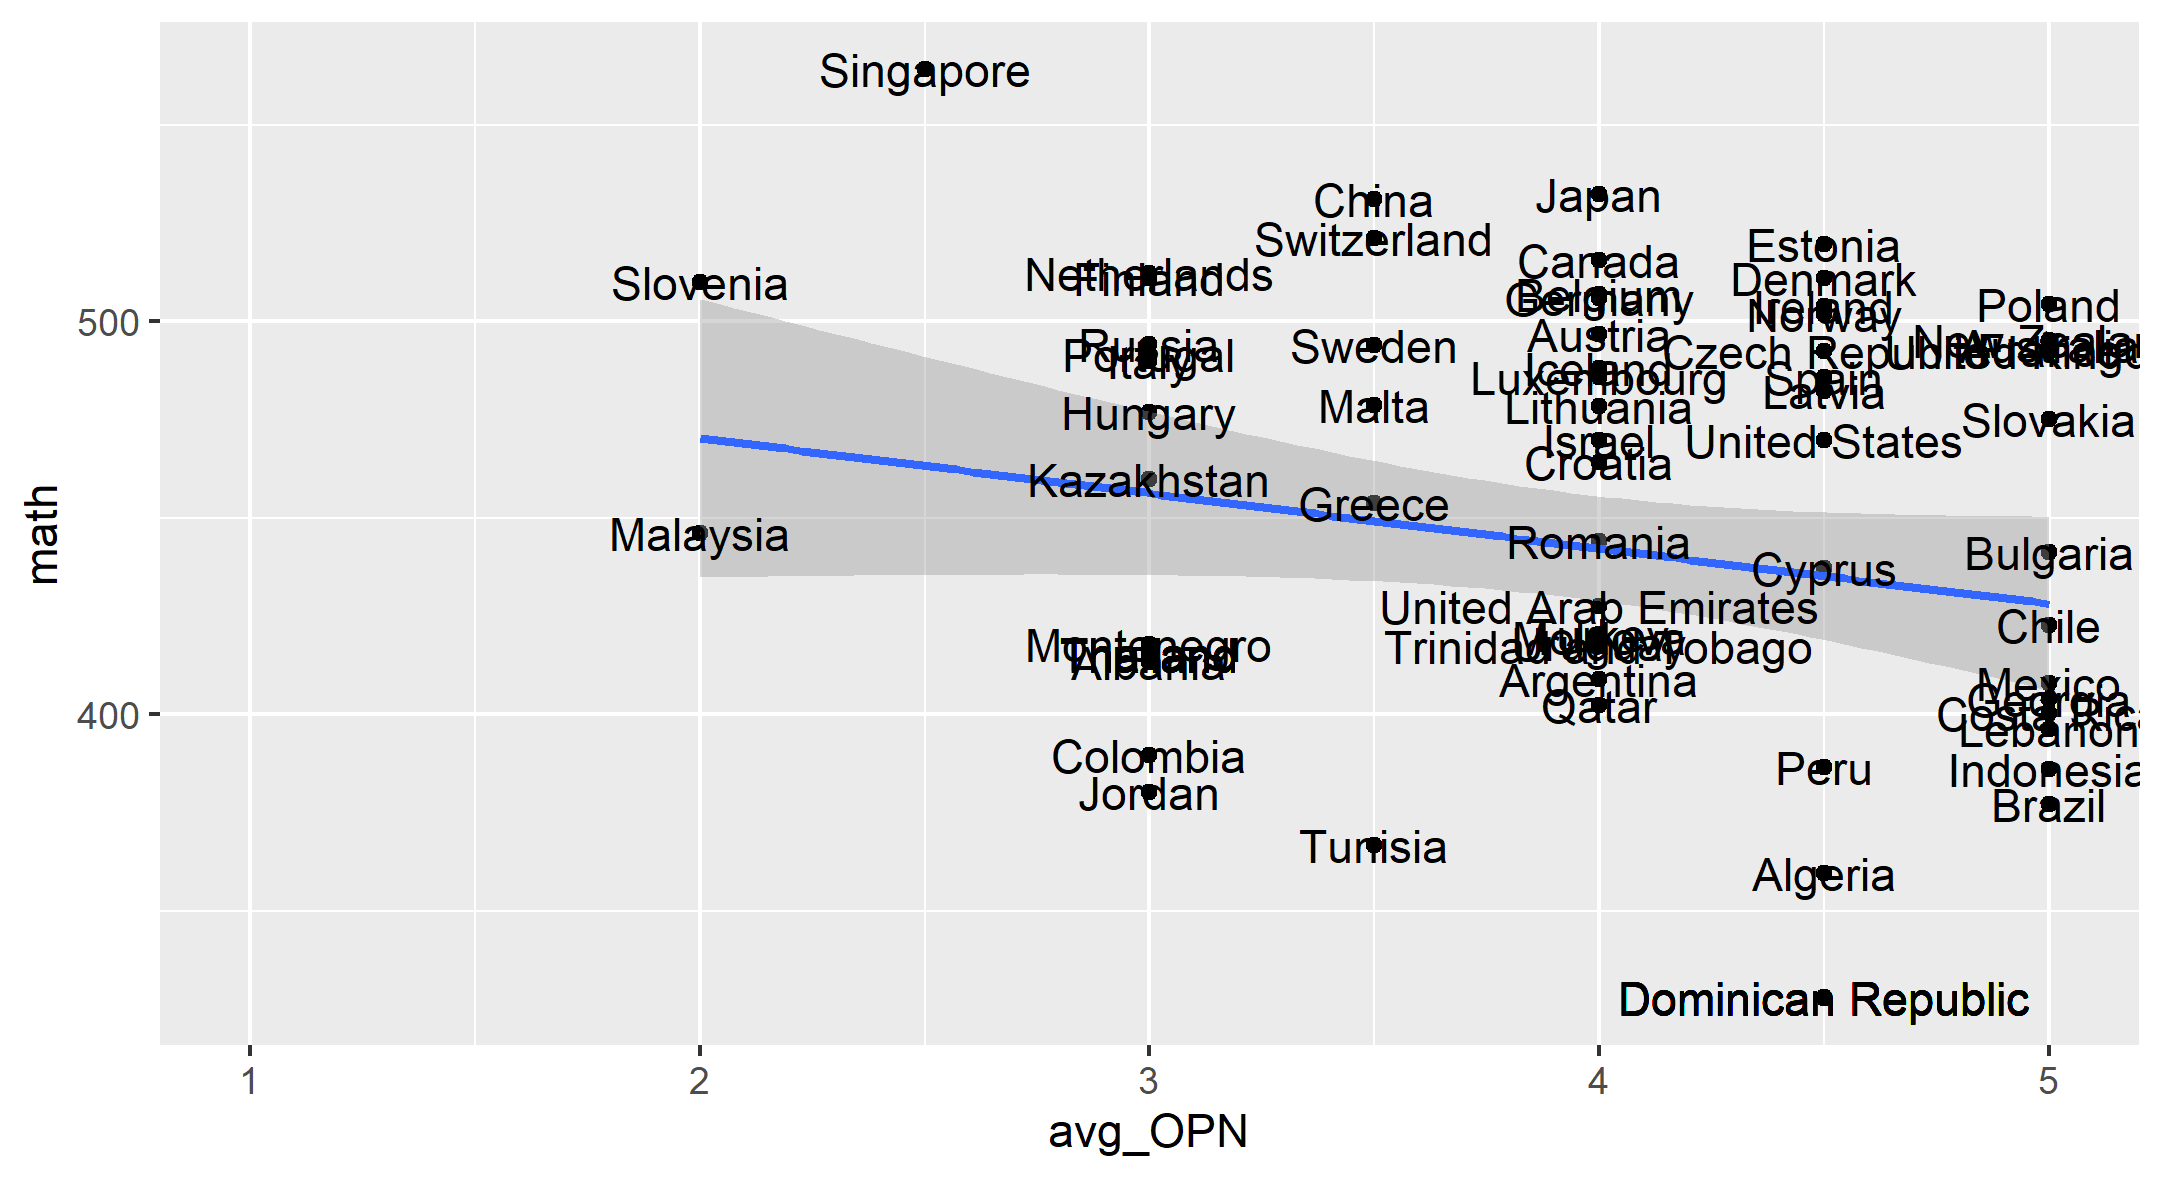 Singapore
China
Japan
Switzerland
Estonia
Canada
Netherlands
Finland
Denmark
Slovenia
Belgium
Germany
Ireland
Norway
Poland
500
Austria
Russia
Portugal
Italy
Sweden
Czech Republic
Iceland
Luxembourg
Spain
Latvia
Malta
Lithuania
Hungary
Slovakia
Israel
United States
Croatia
Kazakhstan
Greece
math
Malaysia
Romania
Bulgaria
Cyprus
United Arab Emirates
Chile
Montenegro
Trinidad and Tobago
Albania
Argentina
Mexico
Georgia
Qatar
400
Costa Rica
Lebanon
Colombia
Peru
Indonesia
Jordan
Brazil
Tunisia
Algeria
Dominican Republic
1 2 3 4 5
avg_OPN